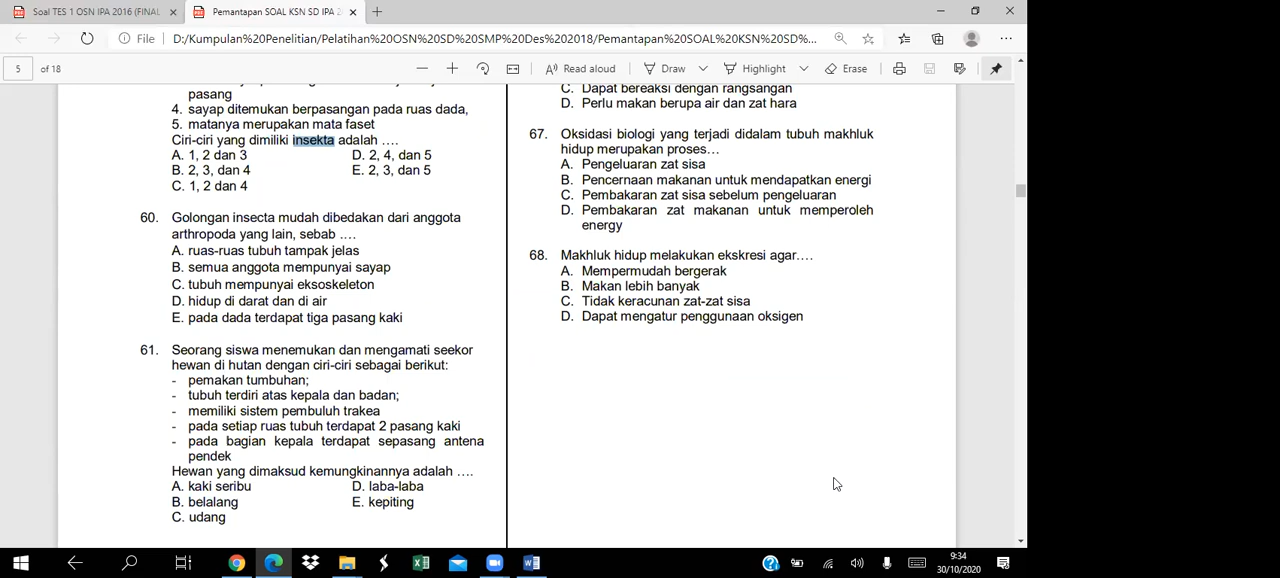 Soal TES 1 OSN IPA 2016 (FINAL
Pemantapan SOAL KSN SD IPA 2
File
D:/Kumpulan%20Penelitian/Pelatihan%20OSN%20SD%20SMP%20Des%202018/Pemantapan%20SOAL%20KSN%20SD%...
5 of 18
Read aloud
Draw
Highlight
Erase
pasang
4. sayap ditemukan berpasangan pada ruas dada,
5. matanya merupakan mata faset
Ciri-ciri yang dimiliki insekta adalah ….
A. 1, 2 dan 3
D. 2, 4, dan 5
B. 2, 3, dan 4
E. 2, 3, dan 5
C. 1, 2 dan 4
60. Golongan insecta mudah dibedakan dari anggota
arthropoda yang lain, sebab ….
A. ruas-ruas tubuh tampak jelas
B. semua anggota mempunyai sayap
C. tubuh mempunyai eksoskeleton
D. hidup di darat dan di air
E. pada dada terdapat tiga pasang kaki
61. Seorang siswa menemukan dan mengamati seekor
hewan di hutan dengan ciri-ciri sebagai berikut:
- pemakan tumbuhan;
- tubuh terdiri atas kepala dan badan;
- memiliki sistem pembuluh trakea
- pada setiap ruas tubuh terdapat 2 pasang kaki
- pada bagian kepala terdapat sepasang antena
pendek
Hewan yang dimaksud kemungkinannya adalah ….
A. kaki seribu
D. laba-laba
B. belalang
E. kepiting
C. udang
C. Dapat bereaksi dengan rangsangan
D. Perlu makan berupa air dan zat hara
67. Oksidasi biologi yang terjadi didalam tubuh makhluk
hidup merupakan proses…
A. Pengeluaran zat sisa
B. Pencernaan makanan untuk mendapatkan energi
C. Pembakaran zat sisa sebelum pengeluaran
D. Pembakaran zat makanan untuk memperoleh
energy
68. Makhluk hidup melakukan ekskresi agar….
A. Mempermudah bergerak
B. Makan lebih banyak
C. Tidak keracunan zat-zat sisa
D. Dapat mengatur penggunaan oksigen
9:34
30/10/2020